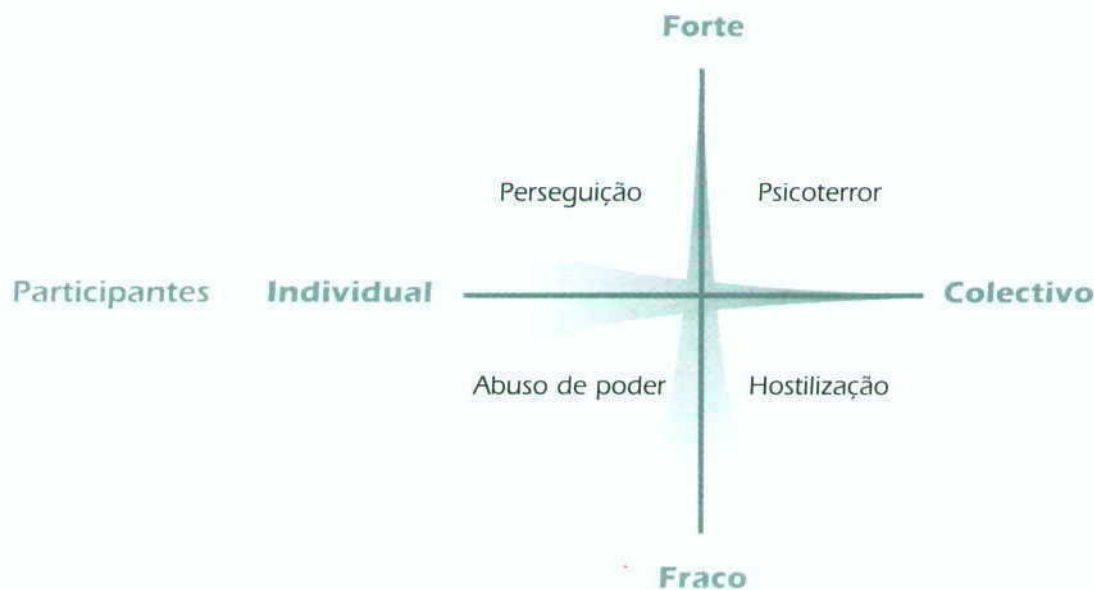 Forte
Perseguição Psicoterror
Participantes Individual Colectivo
Abuso de poder Hostilização
Fraco